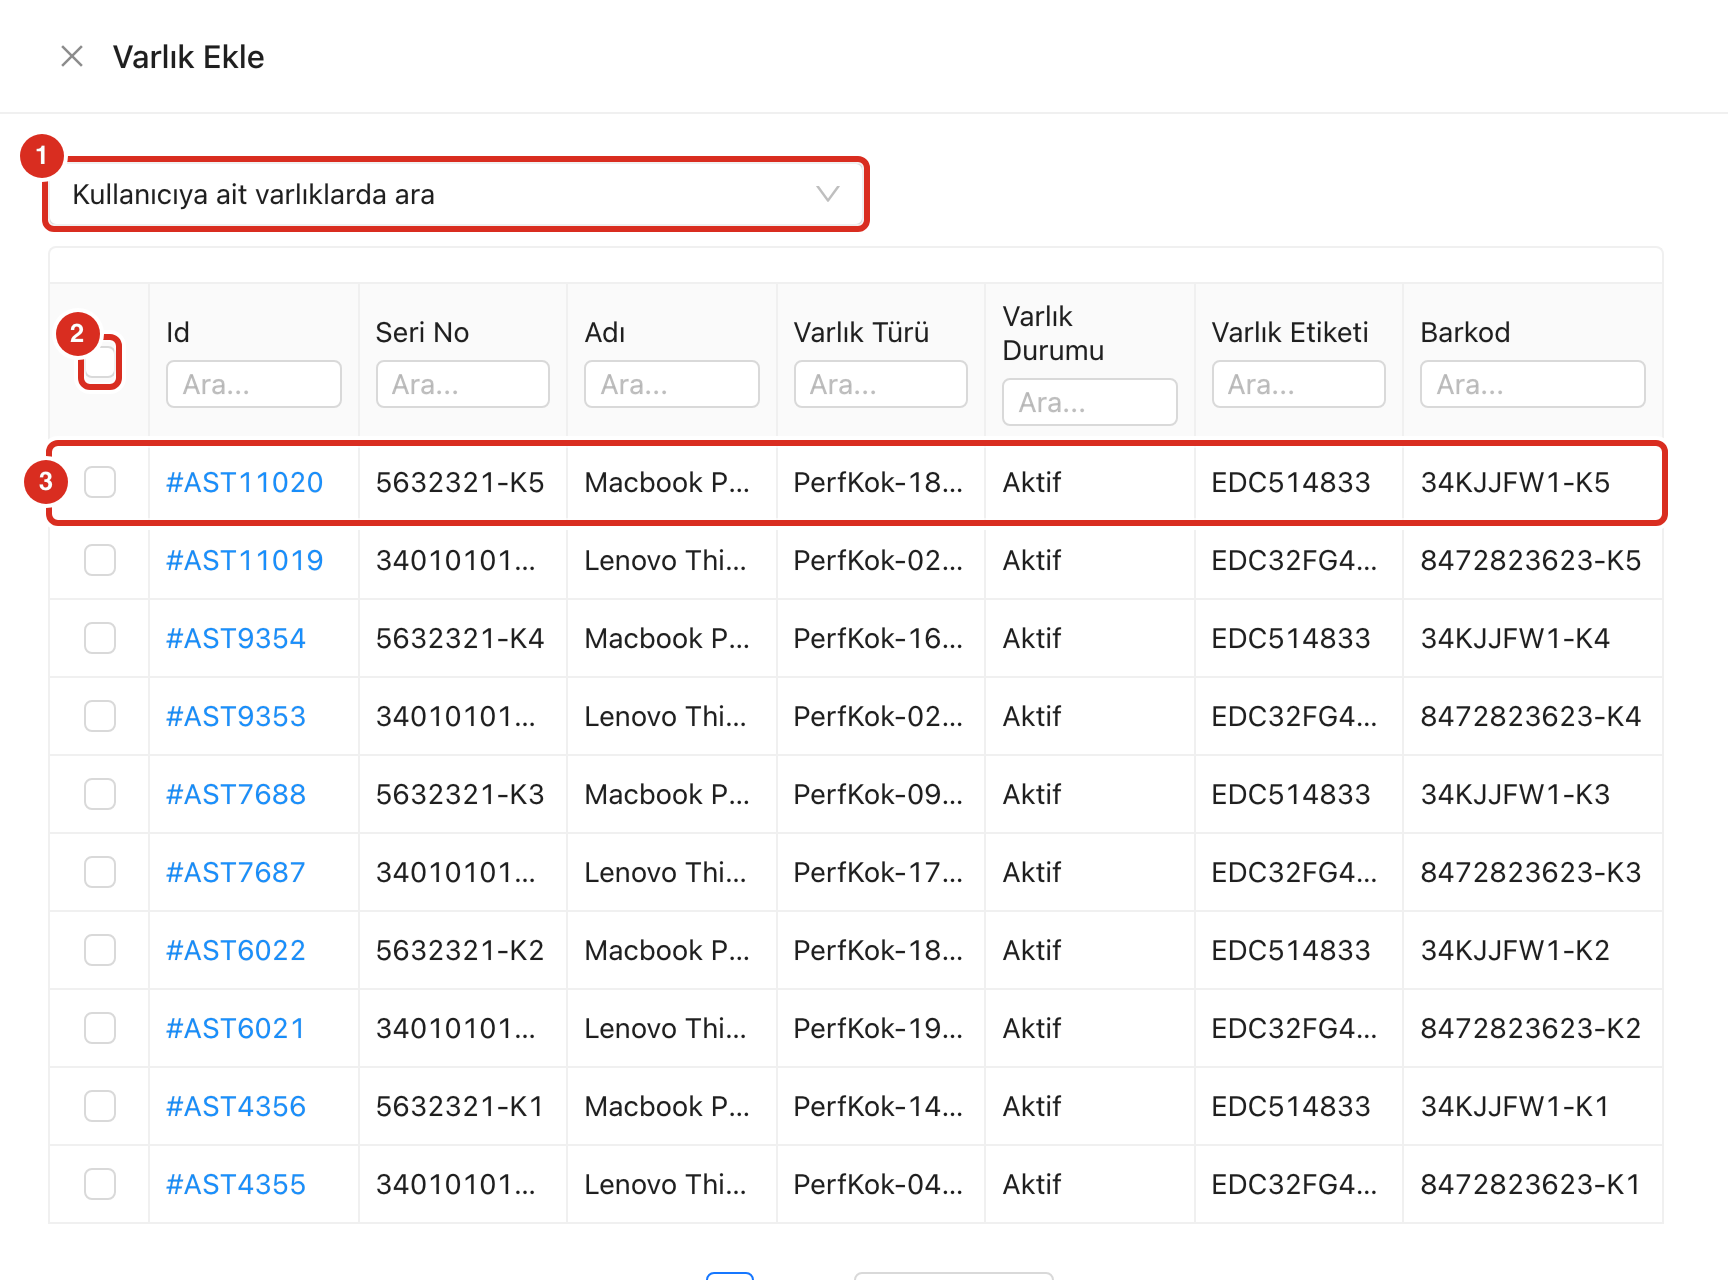 Varlık Ekle
1
Kullanıcıya ait varlıklarda ara
2
Id Seri No Adı Varlık Türü Varlık Durumu Varlık Etiketi Barkod
Ara... Ara... Ara... Ara... Ara... Ara... Ara...
3
#AST11020 5632321-K5 Macbook P... PerfKok-18... Aktif EDC514833 34KJJFW1-K5
#AST11019 34010101... Lenovo Thi... PerfKok-02... Aktif EDC32FG4... 8472823623-K5
#AST9354 5632321-K4 Macbook P... PerfKok-16... Aktif EDC514833 34KJJFW1-K4
#AST9353 34010101... Lenovo Thi... PerfKok-02... Aktif EDC32FG4... 8472823623-K4
#AST7688 5632321-K3 Macbook P... PerfKok-09... Aktif EDC514833 34KJJFW1-K3
#AST7687 34010101... Lenovo Thi... PerfKok-17... Aktif EDC32FG4... 8472823623-K3
#AST6022 5632321-K2 Macbook P... PerfKok-18... Aktif EDC514833 34KJJFW1-K2
#AST6021 34010101... Lenovo Thi... PerfKok-19... Aktif EDC32FG4... 8472823623-K2
#AST4356 5632321-K1 Macbook P... PerfKok-14... Aktif EDC514833 34KJJFW1-K1
#AST4355 34010101... Lenovo Thi... PerfKok-04... Aktif EDC32FG4... 8472823623-K1